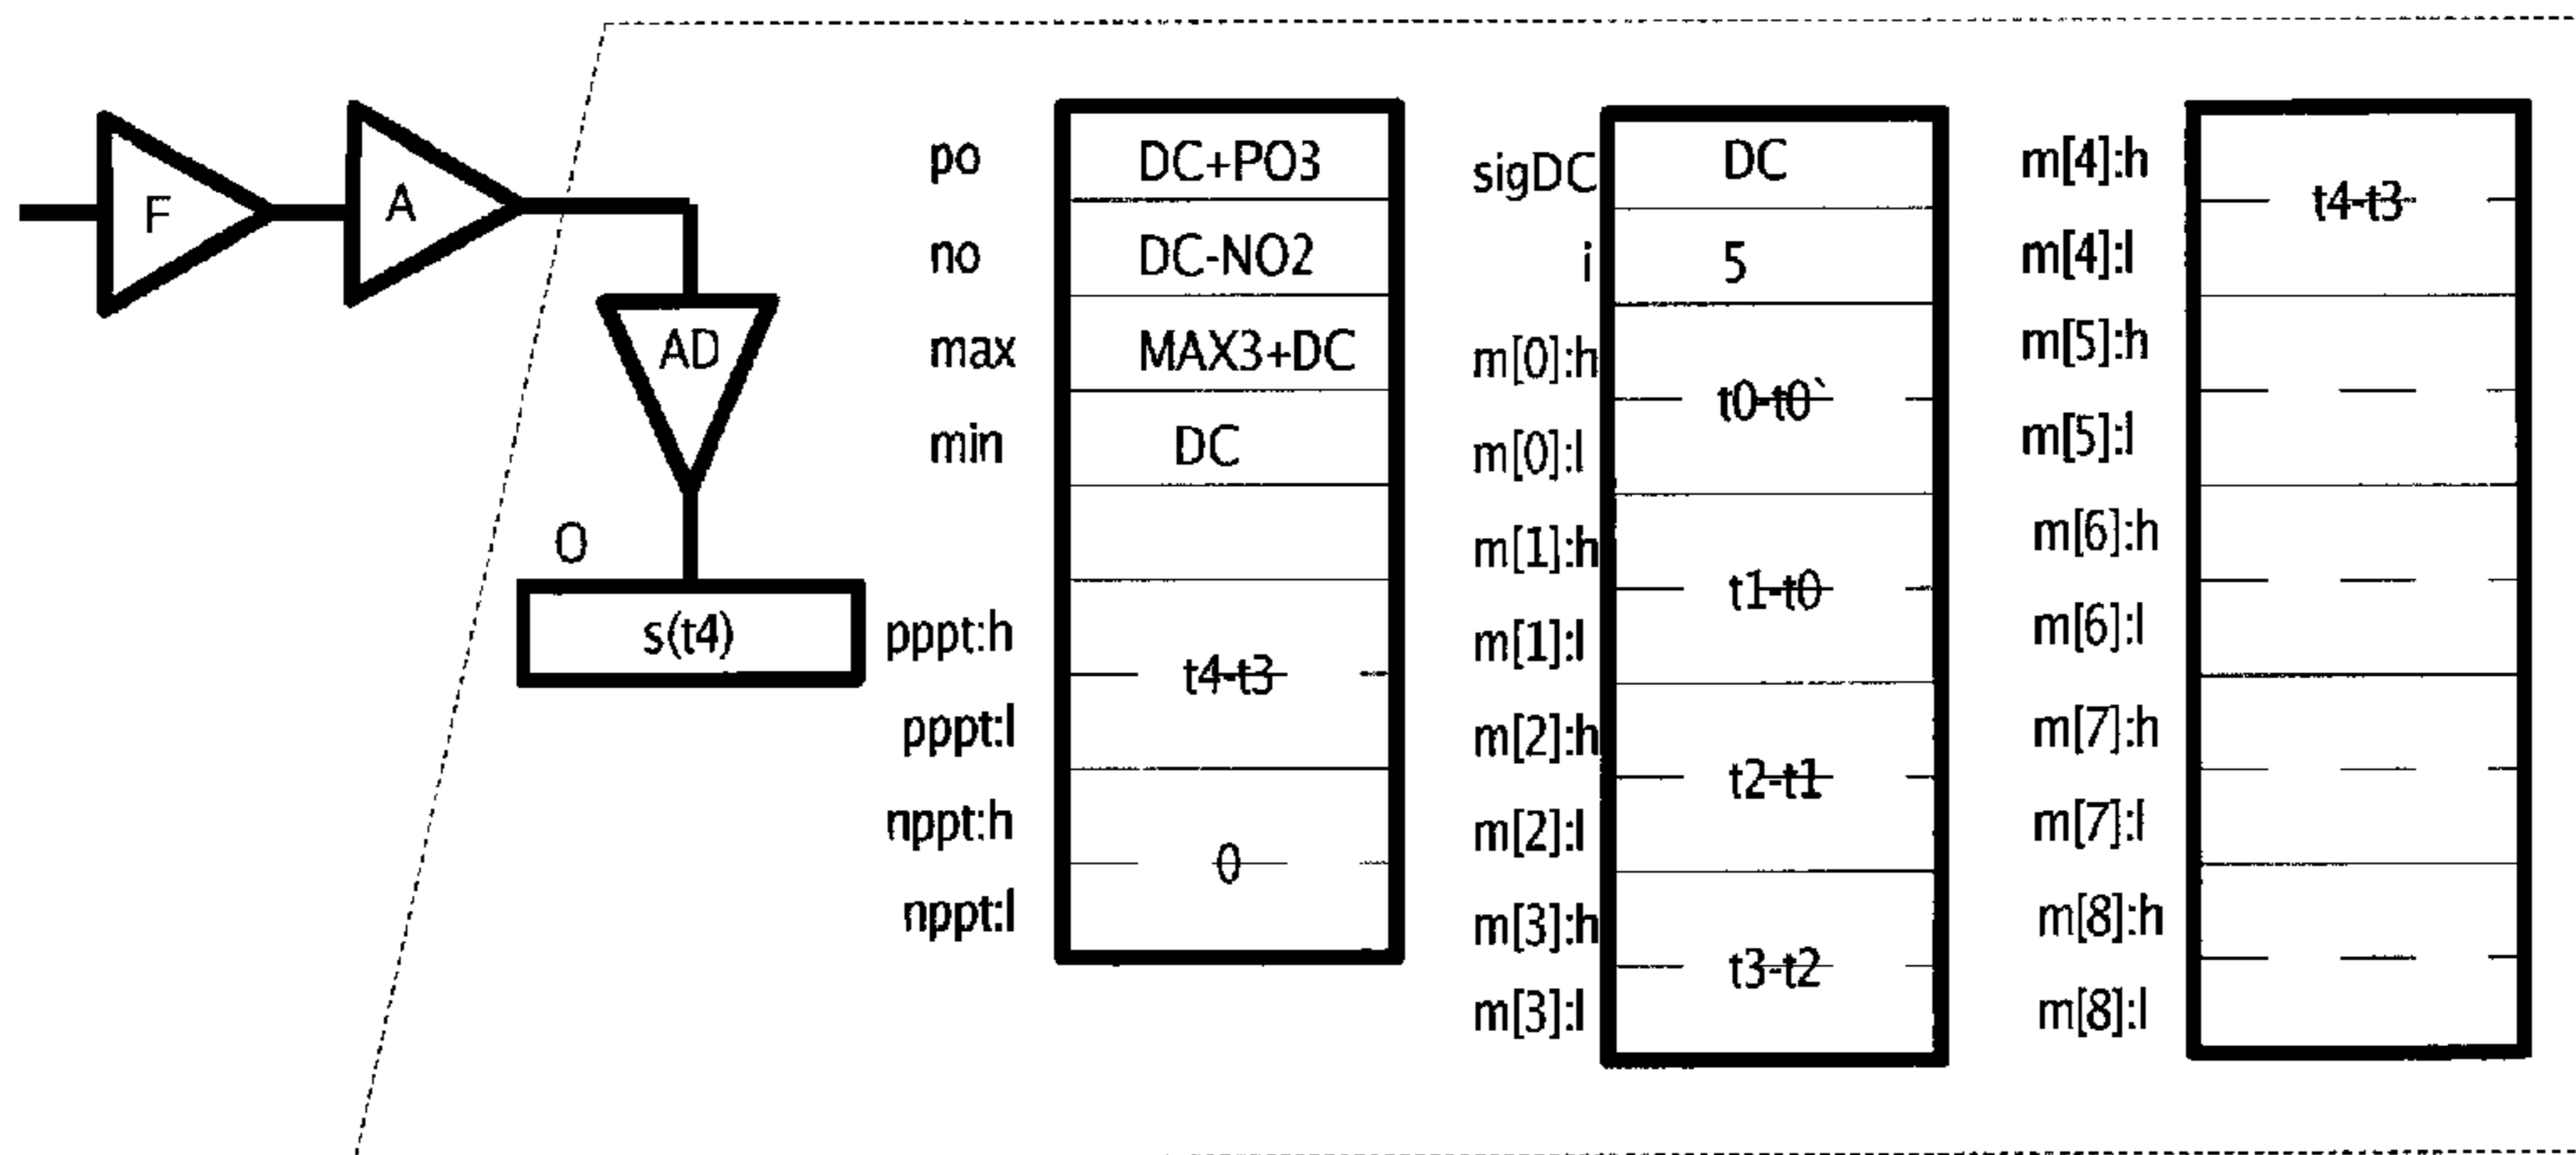 F
A
AD
O
s(t4)
po DC+PO3
no DC-NO2
max MAX3+DC
min DC
pppt:h
t4-t3
pppt:l
nppt:h
0
nppt:l
sigDC DC
i 5
m[0]:h
t0-t0`
m[0]:l
m[1]:h
t1-t0
m[1]:l
m[2]:h
t2-t1
m[2]:l
m[3]:h
t3-t2
m[3]:l
m[4]:h
t4-t3
m[4]:l
m[5]:h
m[5]:l
m[6]:h
m[6]:l
m[7]:h
m[7]:l
m[8]:h
m[8]:l